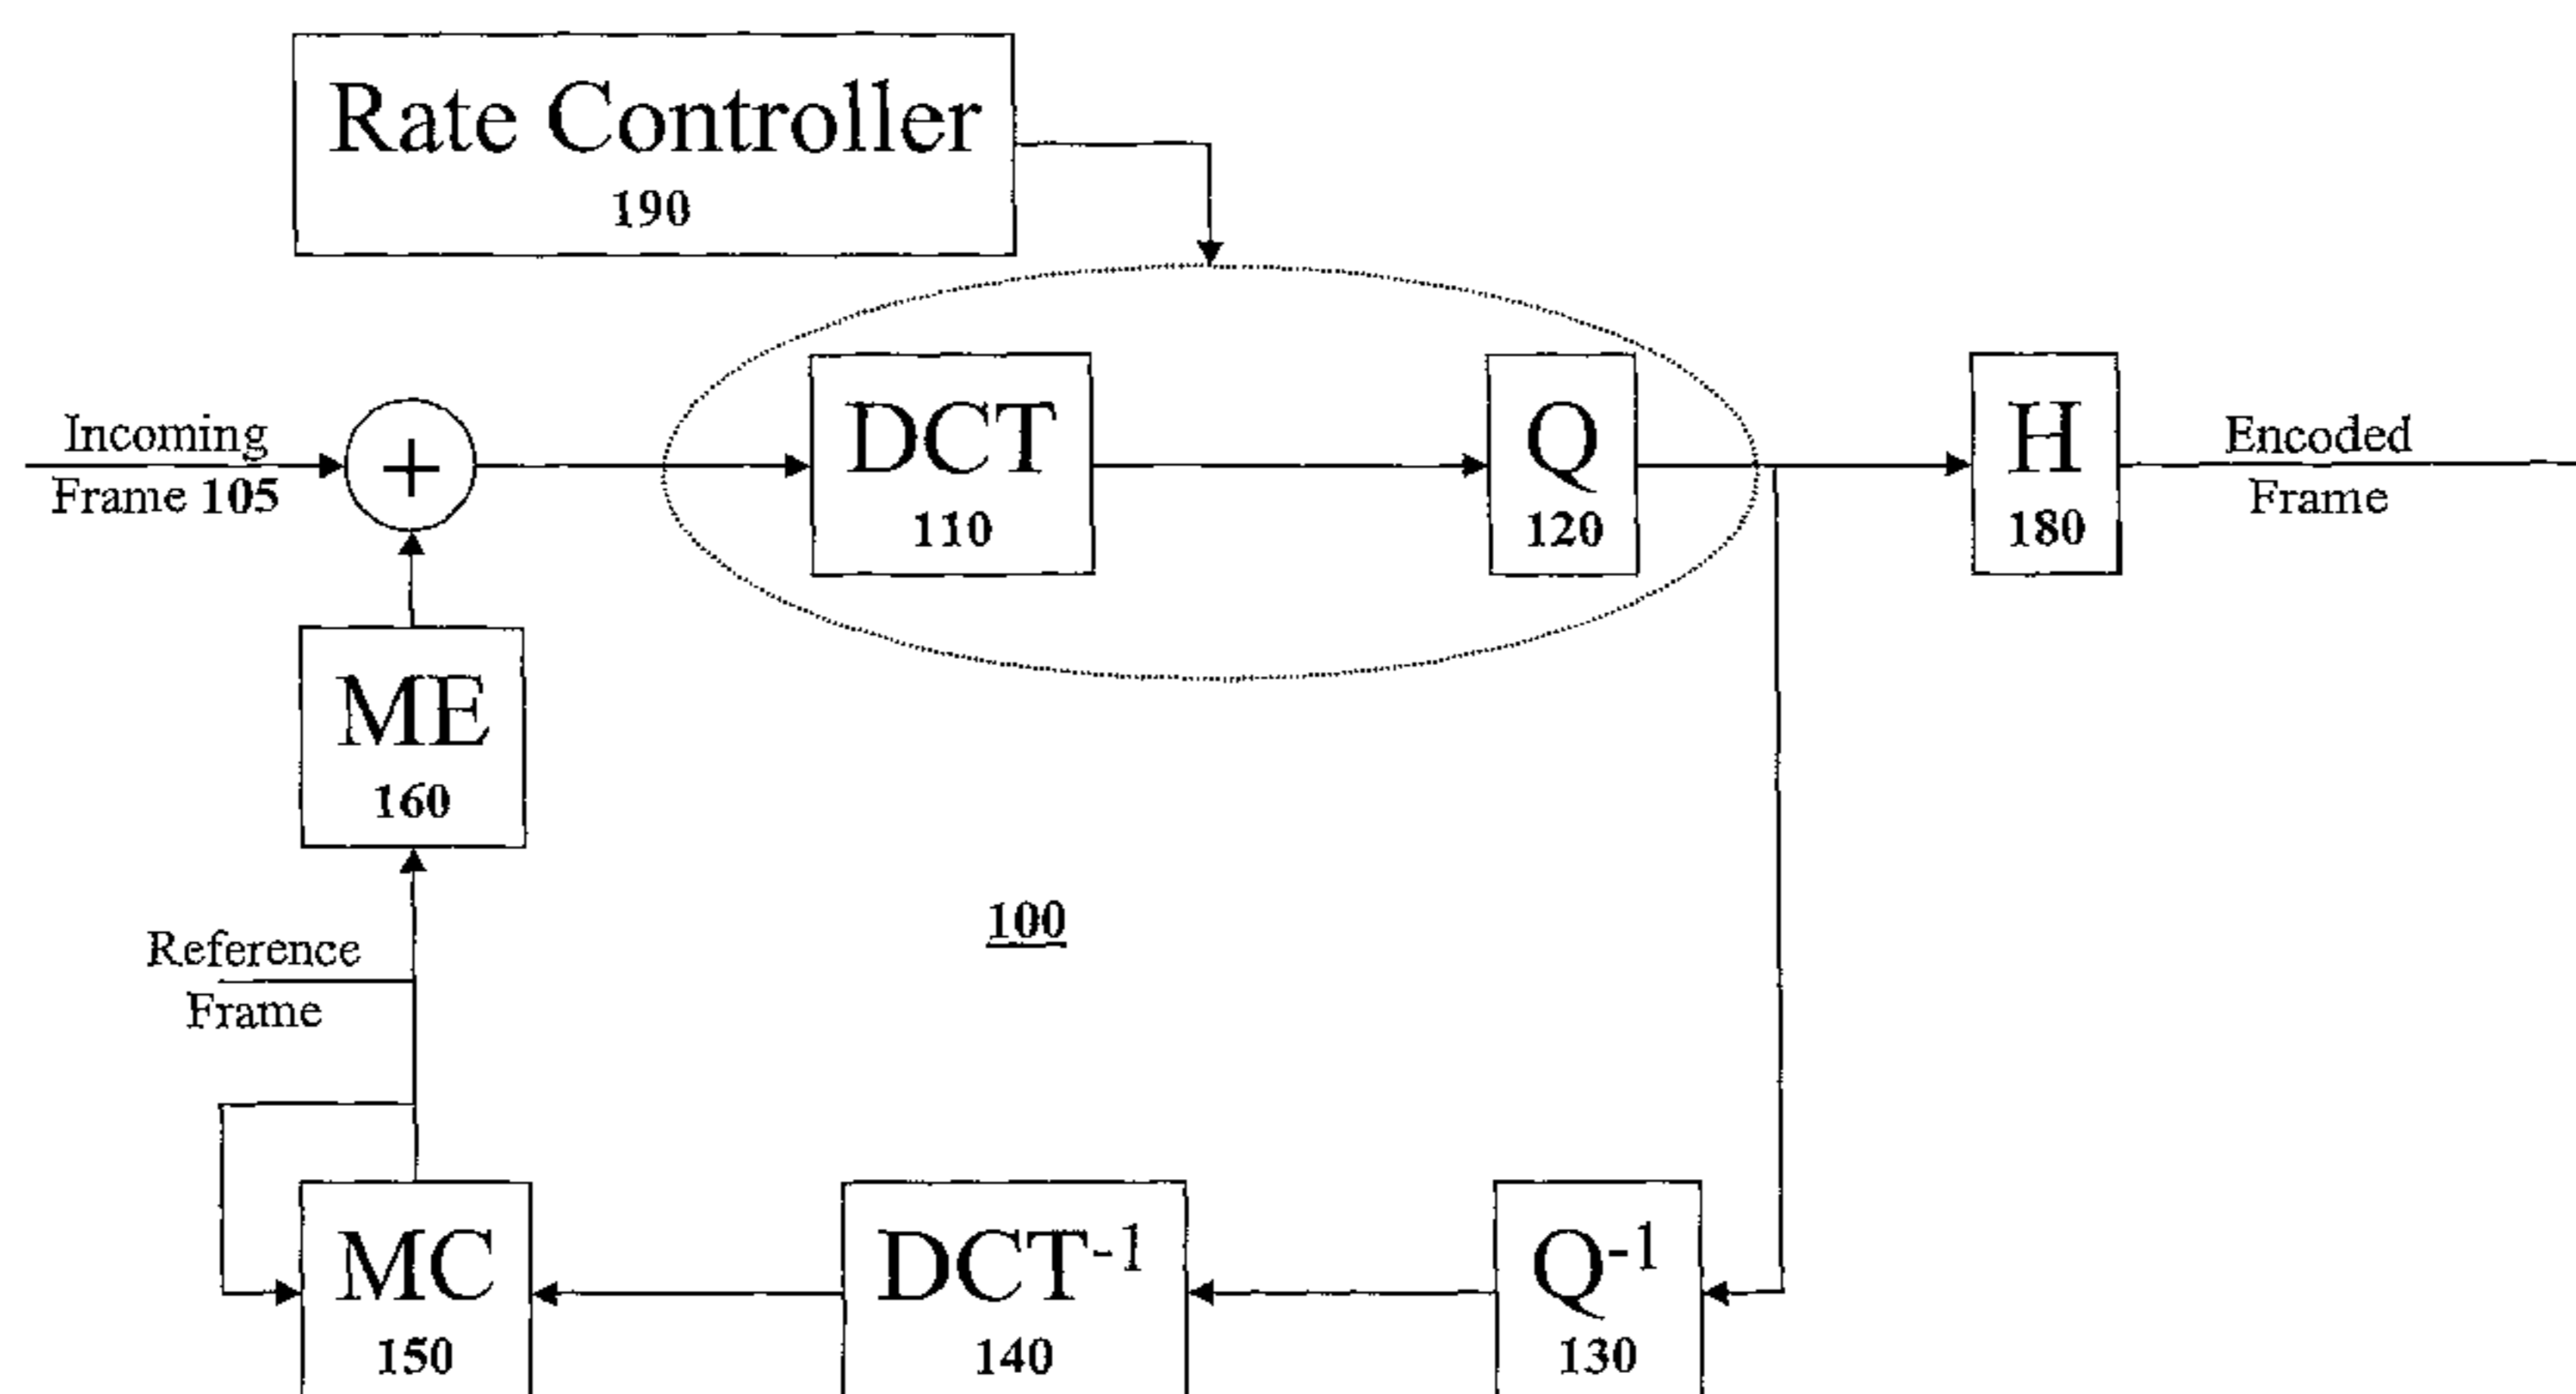 Rate Controller
190
Incoming
Frame 105
+
DCT
110
Q
120
H
180
Encoded
Frame
ME
160
100
Reference
Frame
MC
150
DCT-1
140
Q-1
130